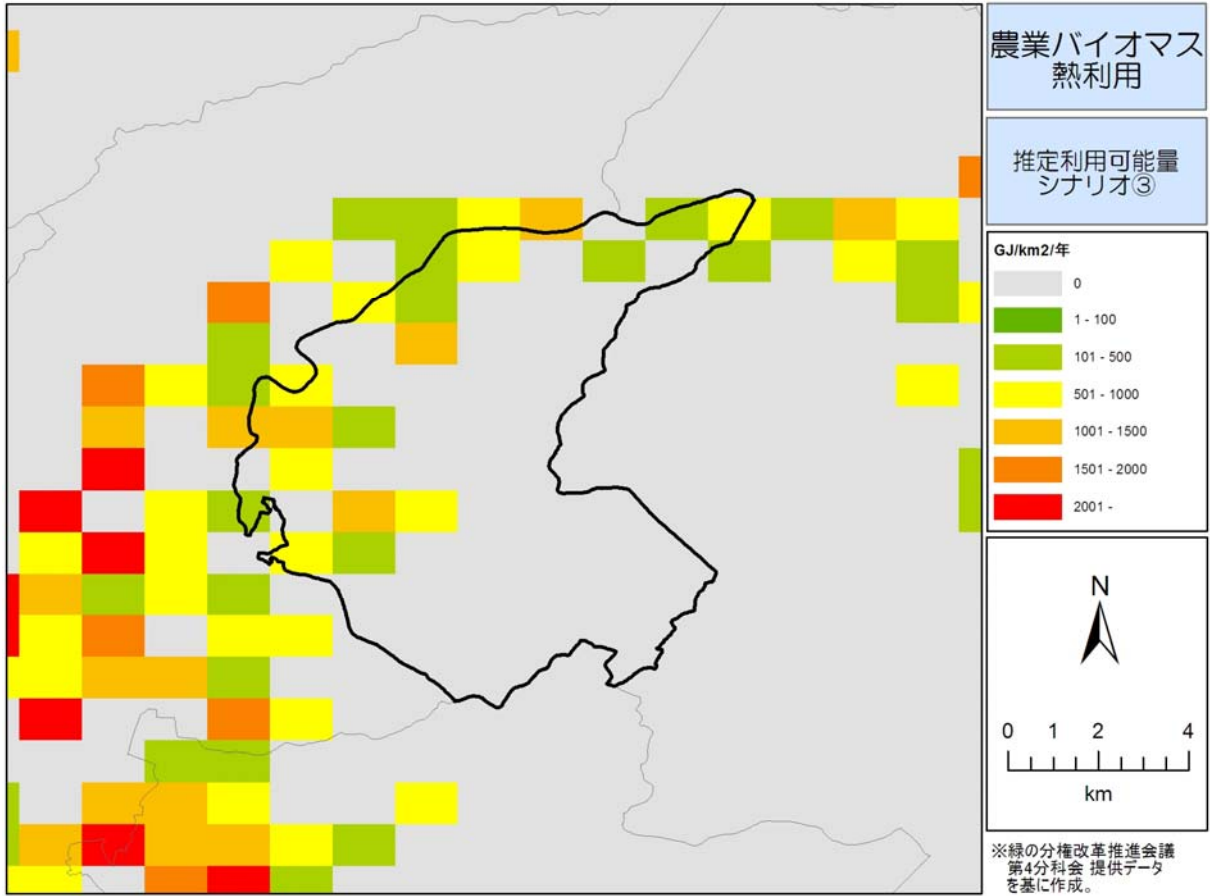 農業バイオマス
熱利用
推定利用可能量
シナリオ③
GJ/km2/年
0
1 - 100
101 - 500
501 - 1000
1001 - 1500
1501 - 2000
2001 -
N
0 1 2 4
km
※緑の分権改革推進会議
第4分科会 提供データ
を基に作成。